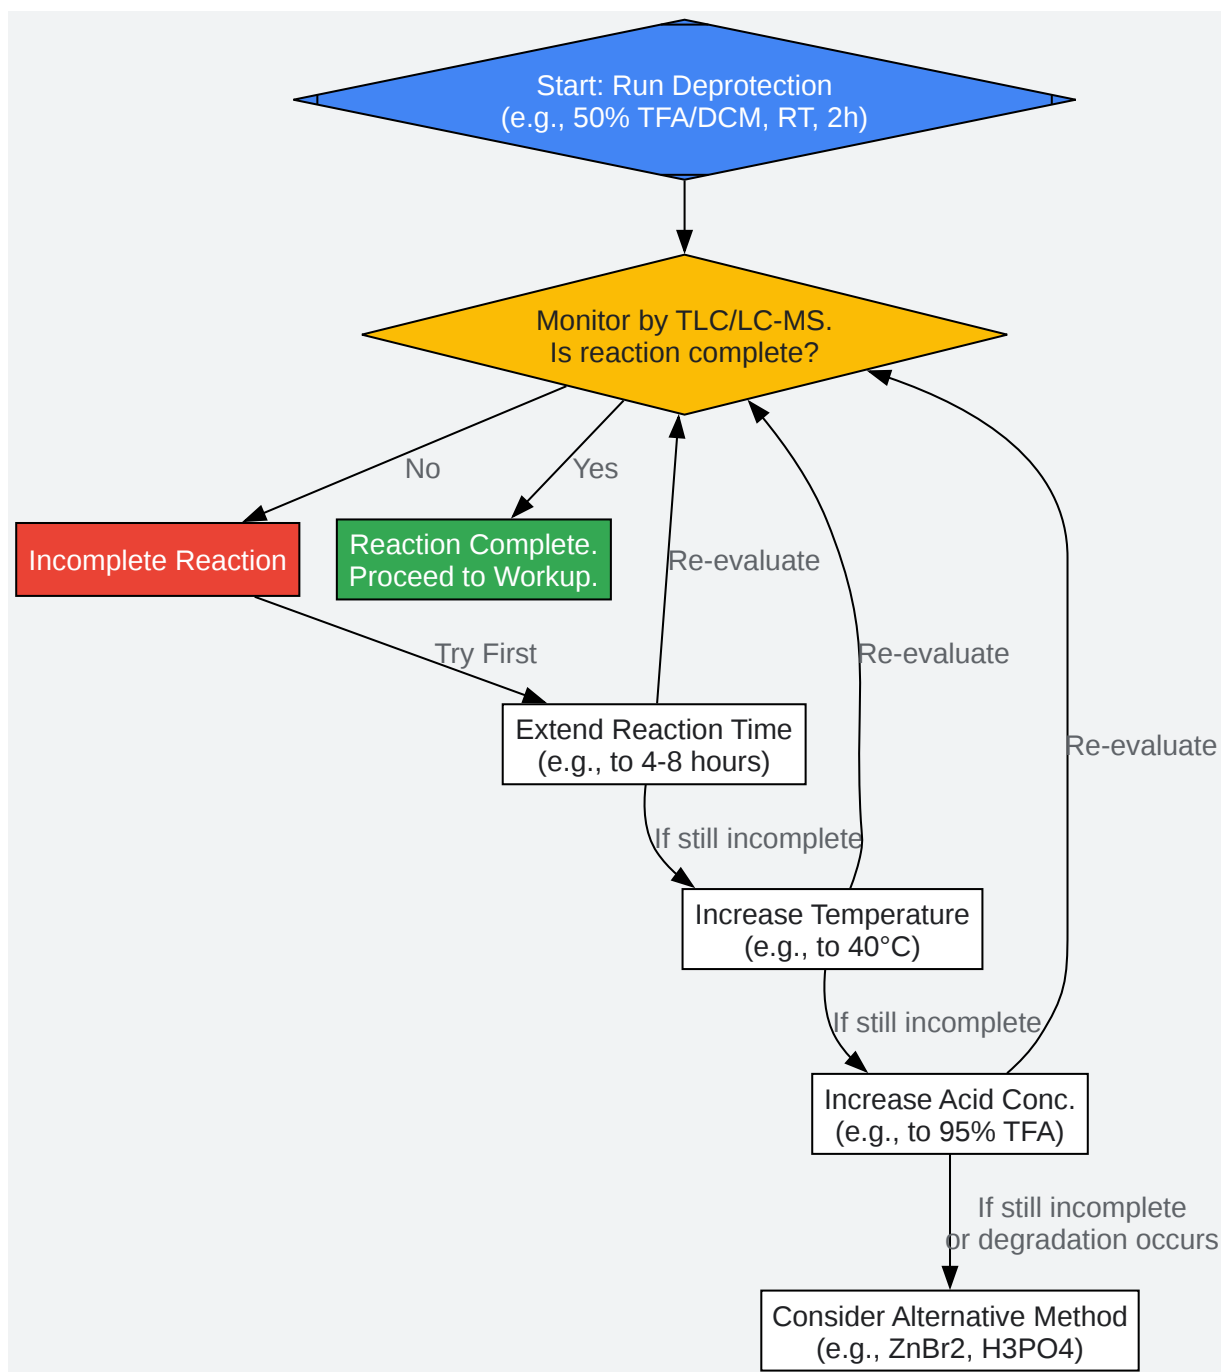 Start: Run Deprotection
(e.g., 50% TFA/DCM, RT, 2h)
Monitor by TLC/LC-MS.
Is reaction complete?
No
Yes
Incomplete Reaction
Reaction Complete.
Proceed to Workup.
Re-evaluate
Try First
Re-evaluate
Extend Reaction Time
(e.g., to 4-8 hours)
Re-evaluate
If still incomplete
Increase Temperature
(e.g., to 40°C)
If still incomplete
Increase Acid Conc.
(e.g., to 95% TFA)
If still incomplete
or degradation occurs
Consider Alternative Method
(e.g., ZnBr2, H3PO4)